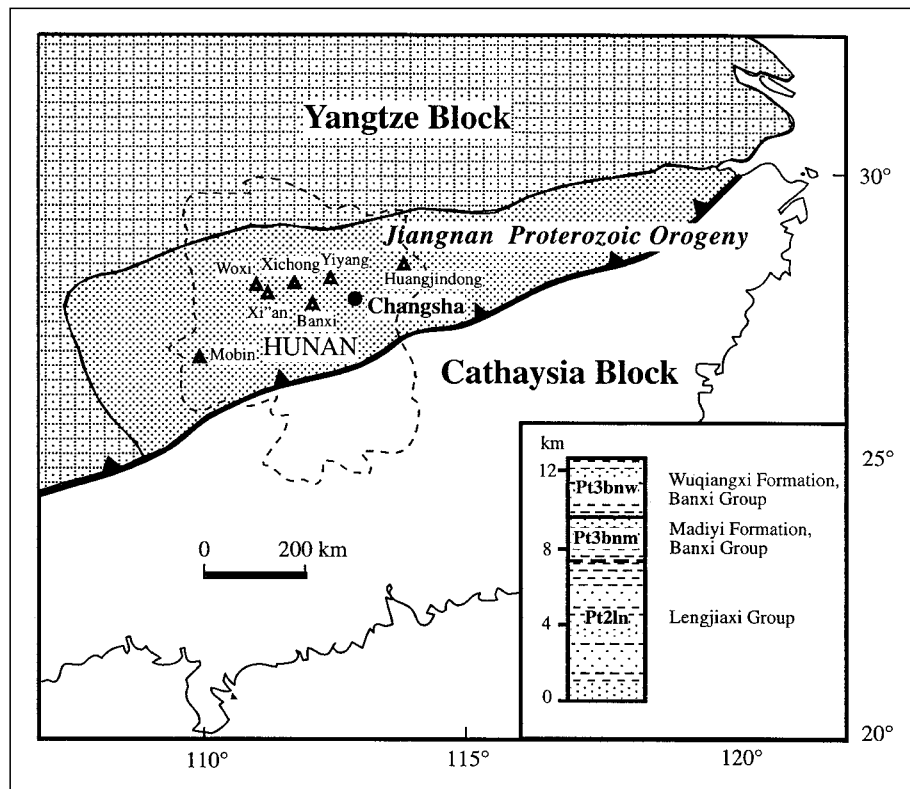 Yangtze Block
30°
Jiangnan Proterozoic Orogeny
Woxi
Xichong
Yiyang
Huangjindong
Xi"an
Banxi
Changsha
HUNAN
Mobin
Cathaysia Block
25°
km
12
Pt3bnw
Wuqiangxi Formation,
Banxi Group
Pt3bnm
Madiyi Formation,
Banxi Group
8
Pt2ln
Lengjiaxi Group
4
0
0 200 km
20°
110°
115°
120°